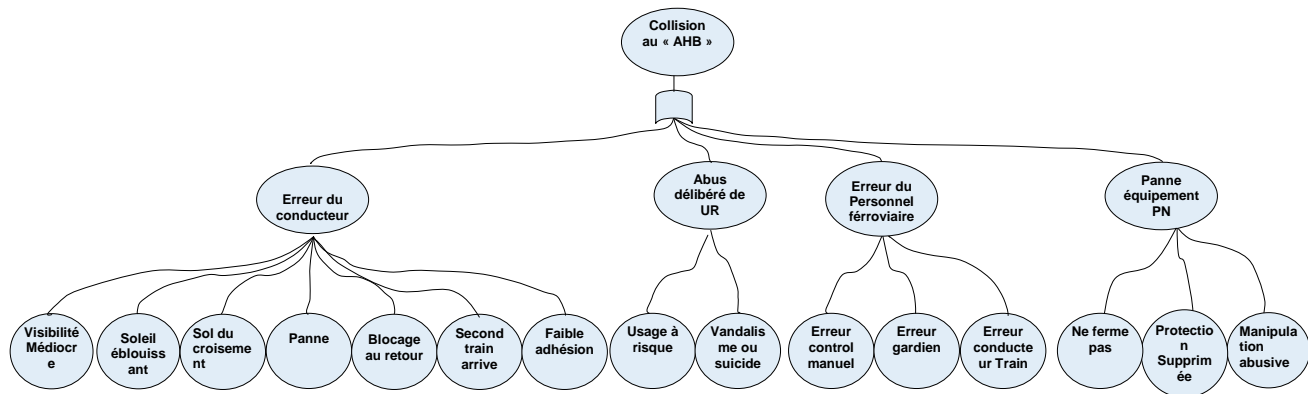 Collision
au « AHB »
Erreur du
conducteur
Abus
délibéré de
UR
Erreur du
Personnel
férroviaire
Panne
équipement
PN
Visibilité
Médiocr
e
Soleil
éblouiss
ant
Sol du
croiseme
nt
Panne
Blocage
au retour
Second
train
arrive
Faible
adhésion
Usage à
risque
Vandalis
me ou
suicide
Erreur
control
manuel
Erreur
gardien
Erreur
conducte
ur Train
Ne ferme
pas
Protectio
n
Supprim
ée
Manipula
tion
abusive